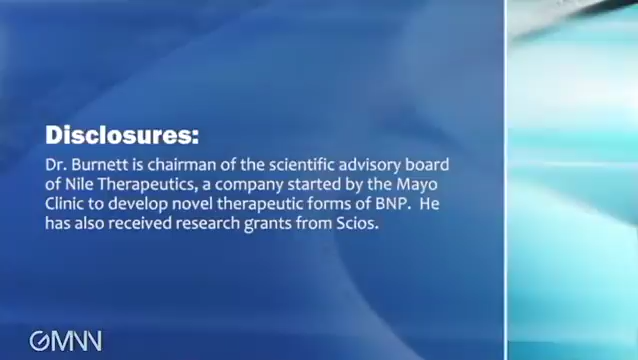 Disclosures:
Dr. Burnett is chairman of the scientific advisory board
of Nile Therapeutics, a company started by the Mayo
Clinic to develop novel therapeutic forms of BNP.  He
has also received research grants from Scios.
GMNN